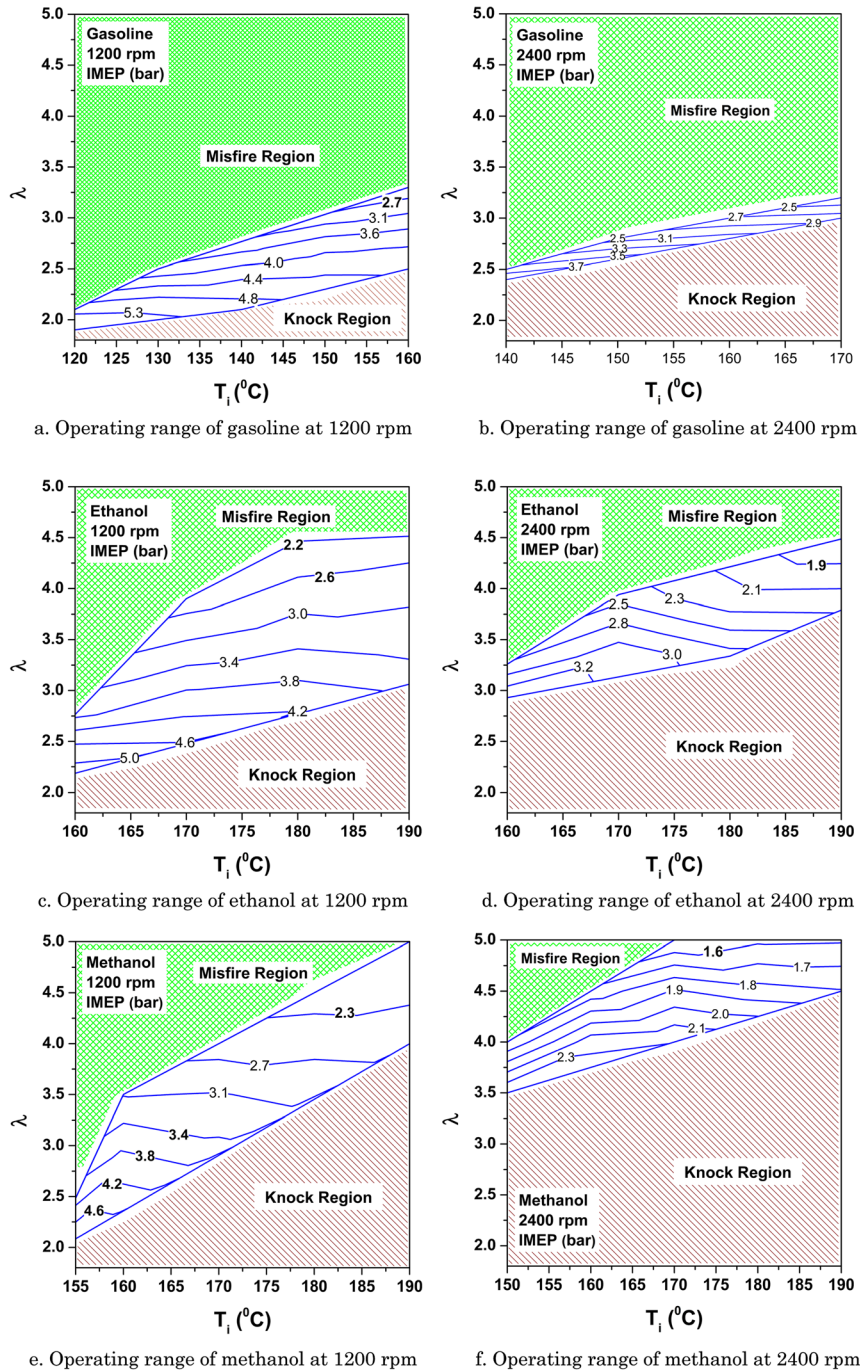 Gasoline
1200 rpm
IMEP (bar)
Misfire Region
2.7
3.1
3.6
4.0
4.4
4.8
5.3
Knock Region
5.0
4.5
4.0
3.5
3.0
2.5
2.0
λ
120 125 130 135 140 145 150 155 160
T_i (⁰C)
a. Operating range of gasoline at 1200 rpm
Gasoline
2400 rpm
IMEP (bar)
Misfire Region
2.5
2.7
2.9
2.5
3.1
3.3
3.5
3.7
Knock Region
5.0
4.5
4.0
3.5
3.0
2.5
2.0
λ
140 145 150 155 160 165 170
T_i (⁰C)
b. Operating range of gasoline at 2400 rpm
Ethanol
1200 rpm
IMEP (bar)
Misfire Region
2.2
2.6
3.0
3.4
3.8
4.2
4.6
5.0
Knock Region
5.0
4.5
4.0
3.5
3.0
2.5
2.0
λ
160 165 170 175 180 185 190
T_i (⁰C)
c. Operating range of ethanol at 1200 rpm
Ethanol
2400 rpm
IMEP (bar)
Misfire Region
1.9
2.1
2.3
2.5
2.8
3.0
3.2
Knock Region
5.0
4.5
4.0
3.5
3.0
2.5
2.0
λ
160 165 170 175 180 185 190
T_i (⁰C)
d. Operating range of ethanol at 2400 rpm
Methanol
1200 rpm
IMEP (bar)
Misfire Region
2.3
2.7
3.1
3.4
3.8
4.2
4.6
Knock Region
5.0
4.5
4.0
3.5
3.0
2.5
2.0
λ
155 160 165 170 175 180 185 190
T_i (⁰C)
e. Operating range of methanol at 1200 rpm
Misfire Region
1.6
1.7
1.8
1.9
2.0
2.1
2.3
Knock Region
Methanol
2400 rpm
IMEP (bar)
5.0
4.5
4.0
3.5
3.0
2.5
2.0
λ
150 155 160 165 170 175 180 185 190
T_i (⁰C)
f. Operating range of methanol at 2400 rpm